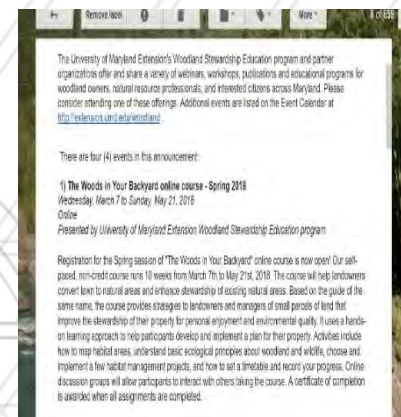 Remove label
More
8 of 658
The University of Maryland Extension's Woodland Stewardship Education program and partner
organizations offer and share a variety of webinars, workshops, publications and educational programs for
woodland owners, natural resource professionals, and interested citizens across Maryland. Please
consider attending one of these offerings. Additional events are listed on the Event Calendar at
http://extension.umd.edu/woodland.
There are four (4) events in this announcement:
1) The Woods in Your Backyard online course - Spring 2018
Wednesday, March 7 to Sunday, May 21, 2018
Online
Presented by University of Maryland Extension Woodland Stewardship Education program
Registration for the Spring session of "The Woods in Your Backyard" online course is now open! Our self-
paced, non-credit course runs 10 weeks from March 7th to May 21st, 2018. The course will help landowners
convert lawn to natural areas and enhance stewardship of existing natural areas. Based on the guide of the
same name, the course provides strategies to landowners and managers of small parcels of land that
improve the stewardship of their property for personal enjoyment and environmental quality. It uses a hands-
on learning approach to help participants develop and implement a plan for their property. Activities include
how to map habitat areas, understand basic ecological principles about woodland and wildlife, choose and
implement a few habitat management projects, and how to set a timetable and record your progress. Online
discussion groups will allow participants to interact with others taking the course. A certificate of completion
is awarded when all assignments are completed.